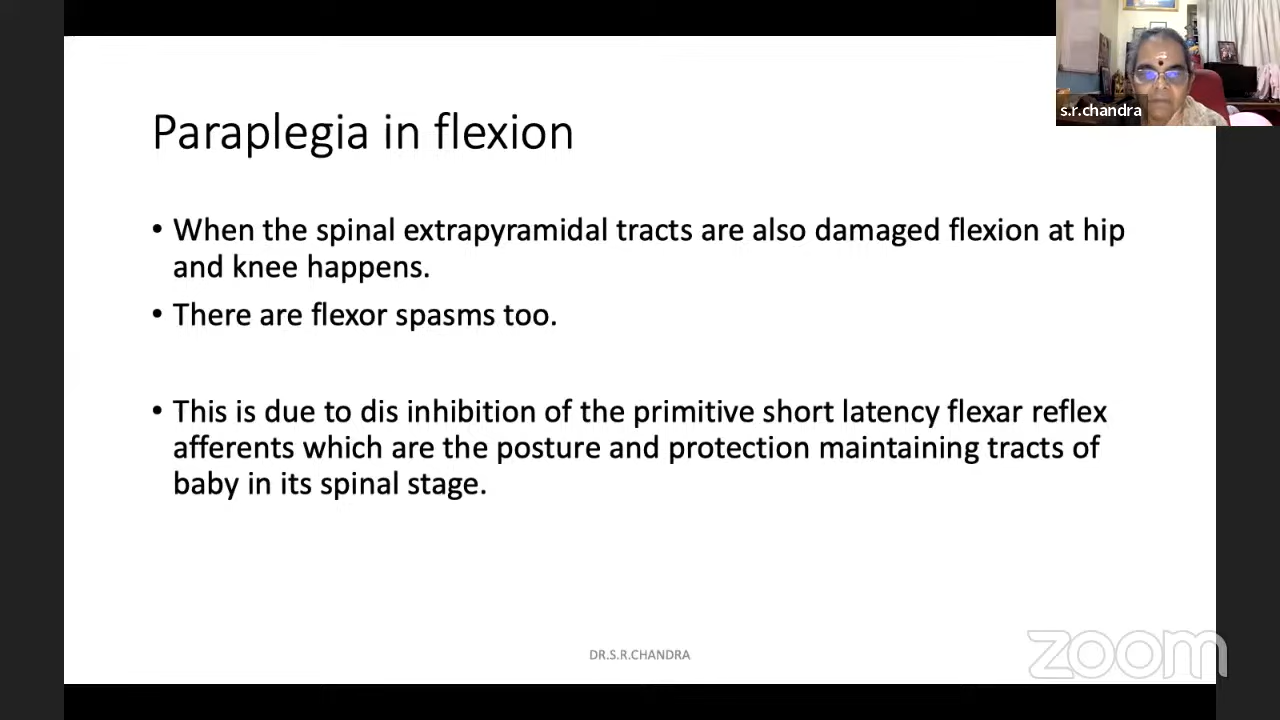 s.r.chandra
Paraplegia in flexion
• When the spinal extrapyramidal tracts are also damaged flexion at hip
and knee happens.
• There are flexor spasms too.
• This is due to dis inhibition of the primitive short latency flexar reflex
afferents which are the posture and protection maintaining tracts of
baby in its spinal stage.
DR.S.R.CHANDRA
zoom